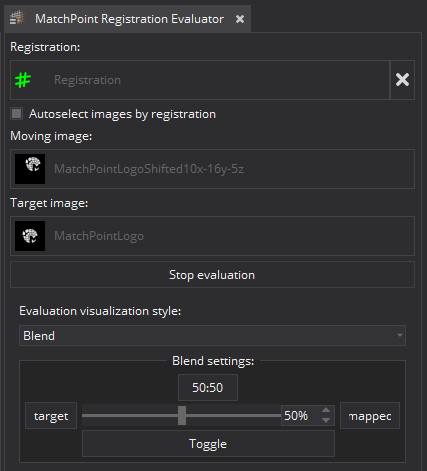 MatchPoint Registration Evaluator
Registration:
Registration
Autoselect images by registration
Moving image:
MatchPointLogoShifted10x-16y-5z
Target image:
MatchPointLogo
Stop evaluation
Evaluation visualization style:
Blend
Blend settings:
50:50
target 50% mapped
Toggle